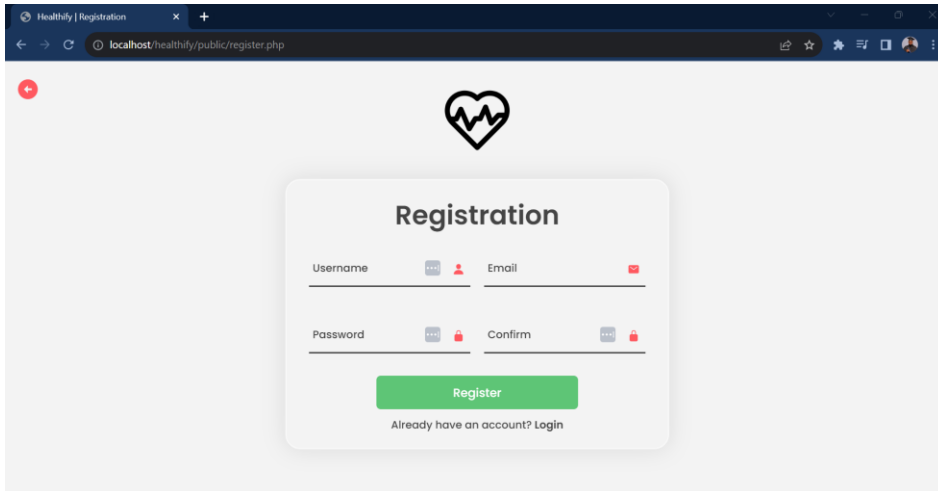 Healthify | Registration
localhost/healthify/public/register.php
Registration
Username Email
Password Confirm
Register
Already have an account? Login